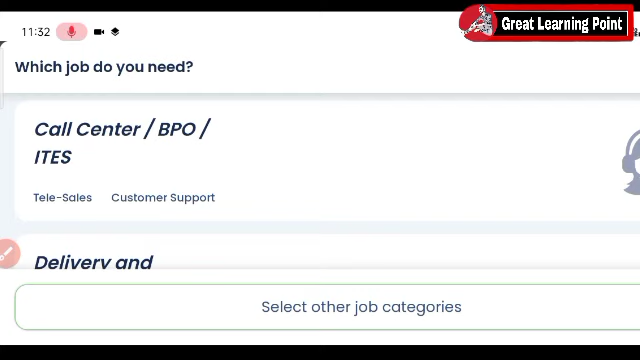 11:32
Great Learning Point
Which job do you need?
Call Center / BPO /
ITES
Tele-Sales Customer Support
Delivery and
Select other job categories